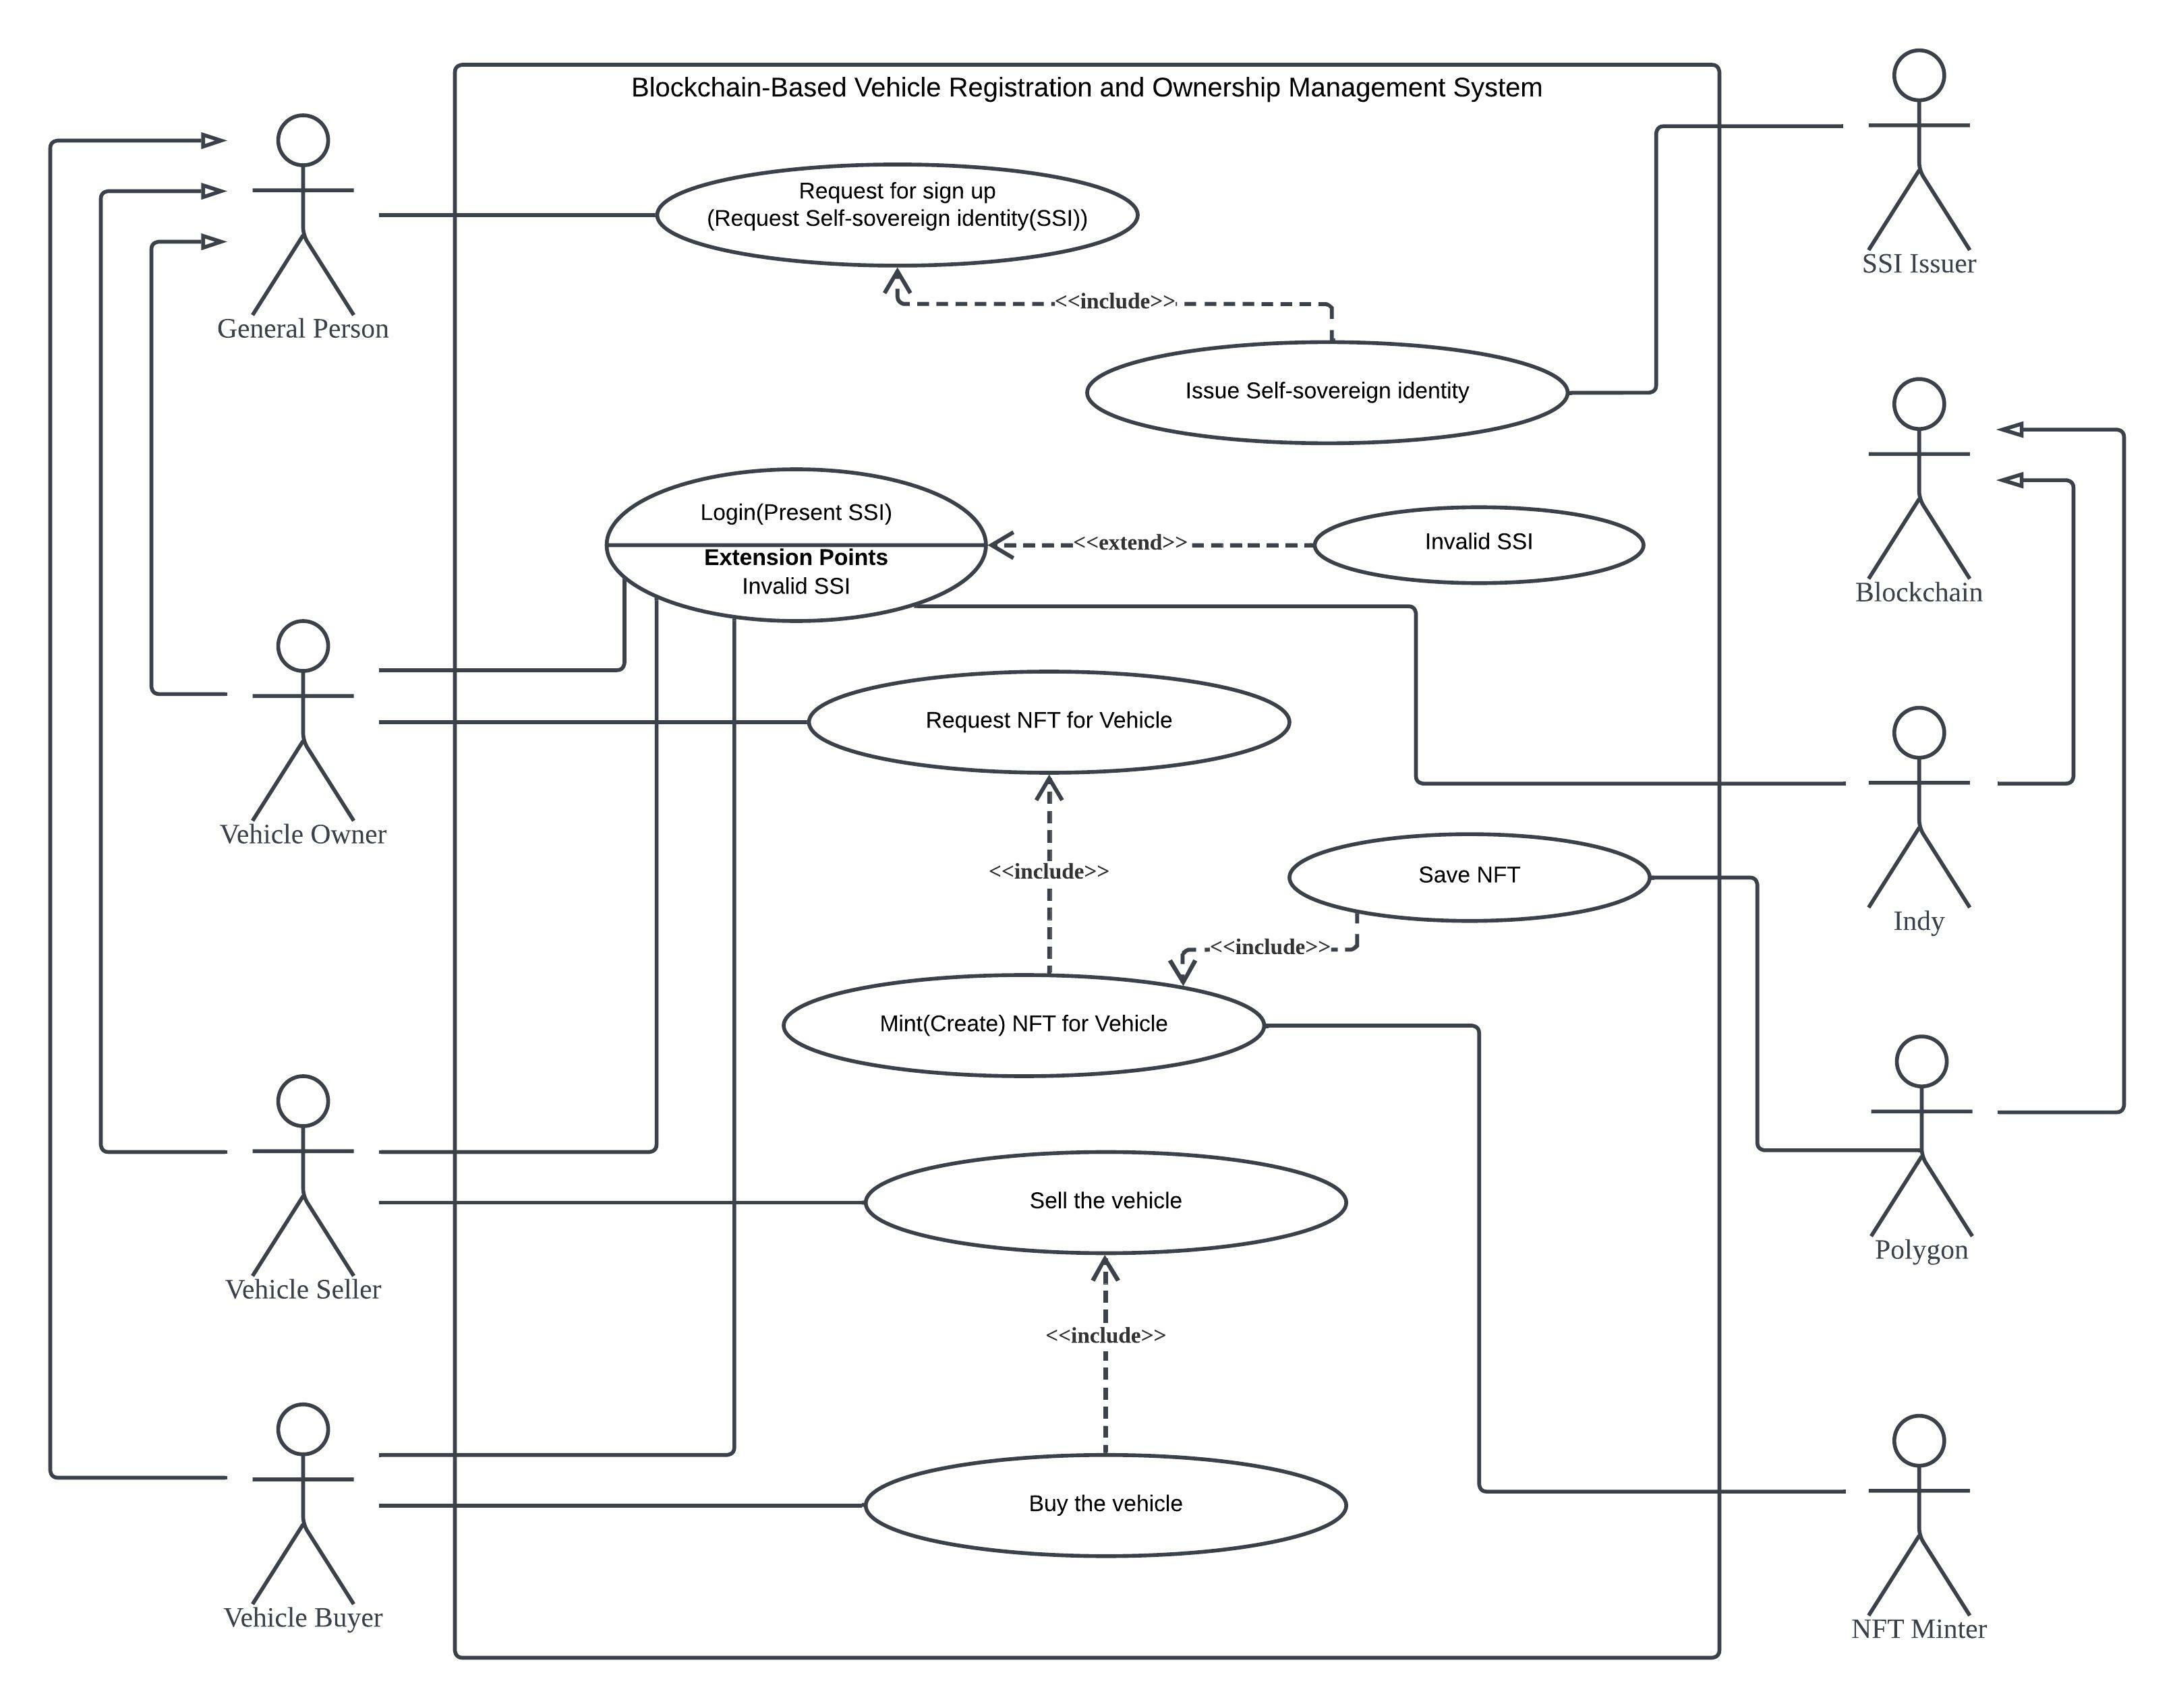 Blockchain-Based Vehicle Registration and Ownership Management System
Request for sign up
(Request Self-sovereign identity(SSI))
SSI Issuer
<<include>>
General Person
Issue Self-sovereign identity
Login(Present SSI)
Extension Points
Invalid SSI
<<extend>>
Invalid SSI
Blockchain
Request NFT for Vehicle
Vehicle Owner
<<include>>
Save NFT
Indy
<<include>>
Mint(Create) NFT for Vehicle
Sell the vehicle
Polygon
Vehicle Seller
<<include>>
Buy the vehicle
Vehicle Buyer
NFT Minter